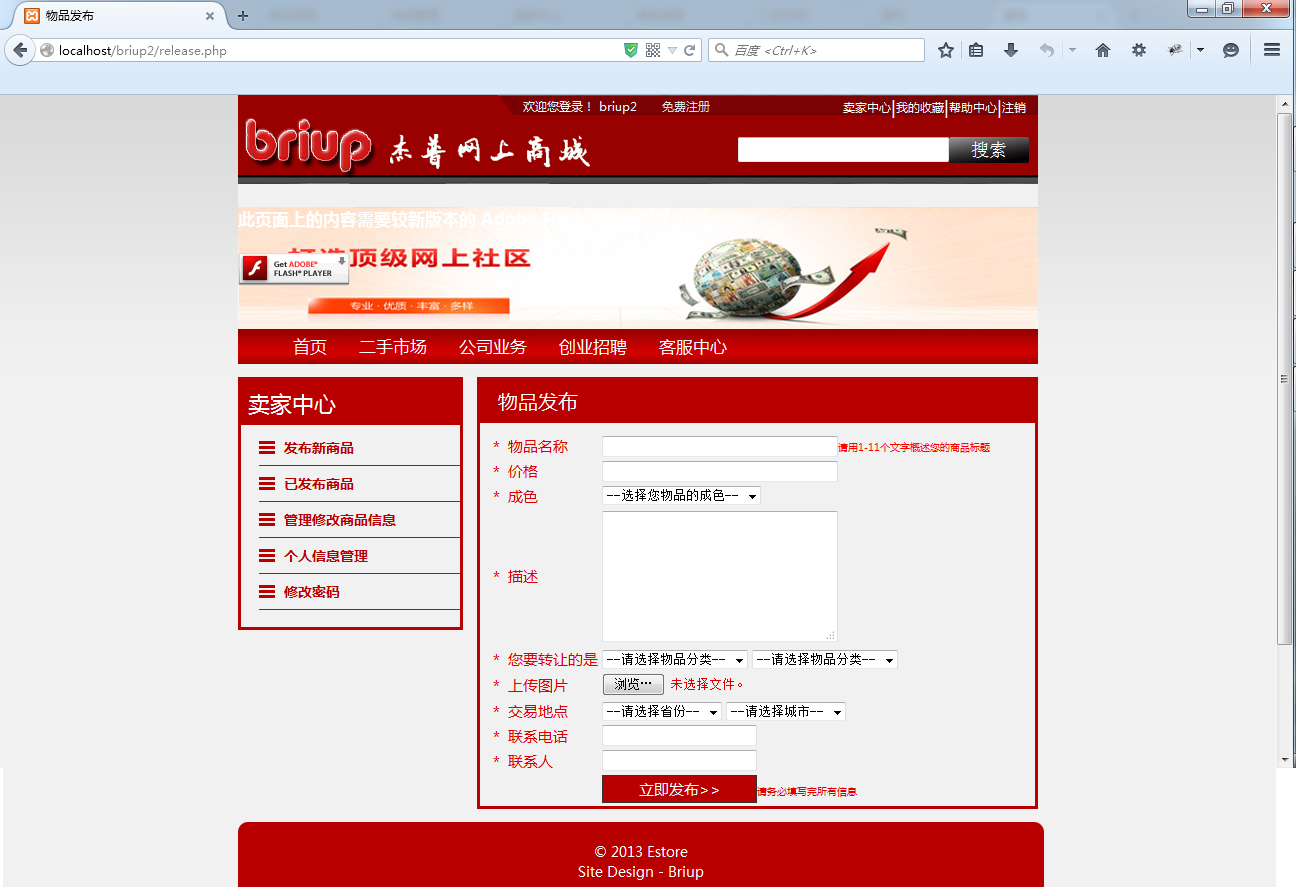 物品发布
localhost/briup2/release.php
百度 <Ctrl+K>
欢迎您登录！ briup2 免费注册 卖家中心|我的收藏|帮助中心|注销
briup 杰普网上商城
搜索
此页面上的内容需要较新版本的 Adobe Flash
顶级网上社区
Get ADOBE®
FLASH® PLAYER
专业·优质·丰富·多样
首页 二手市场 公司业务 创业招聘 客服中心
卖家中心
发布新商品
已发布商品
管理修改商品信息
个人信息管理
修改密码
物品发布
* 物品名称 请用1-11个文字概述您的商品标题
* 价格
* 成色 --选择您物品的成色--
* 描述
* 您要转让的是 --请选择物品分类-- --请选择物品分类--
* 上传图片 浏览… 未选择文件。
* 交易地点 --请选择省份-- --请选择城市--
* 联系电话
* 联系人
立即发布>> 请务必填写完所有信息
© 2013 Estore
Site Design - Briup